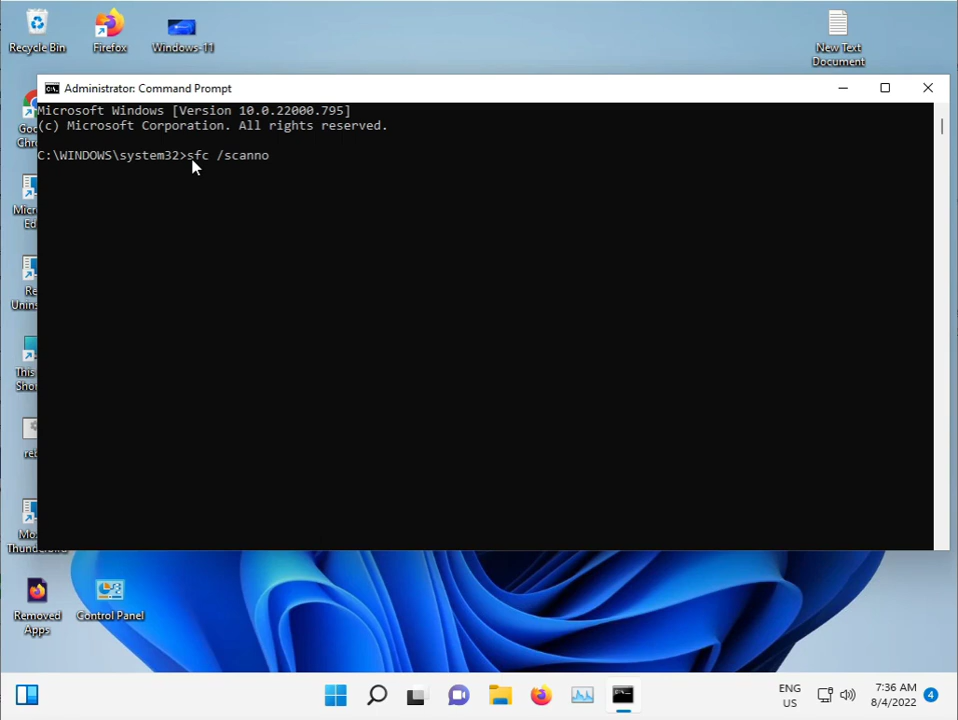 Recycle Bin
Firefox
Windows-11
New Text
Document
Administrator: Command Prompt
Microsoft Windows [Version 10.0.22000.795]
(c) Microsoft Corporation. All rights reserved.
C:\WINDOWS\system32>sfc /scanno
Removed
Apps
Control Panel
ENG
US
7:36 AM
8/4/2022
4